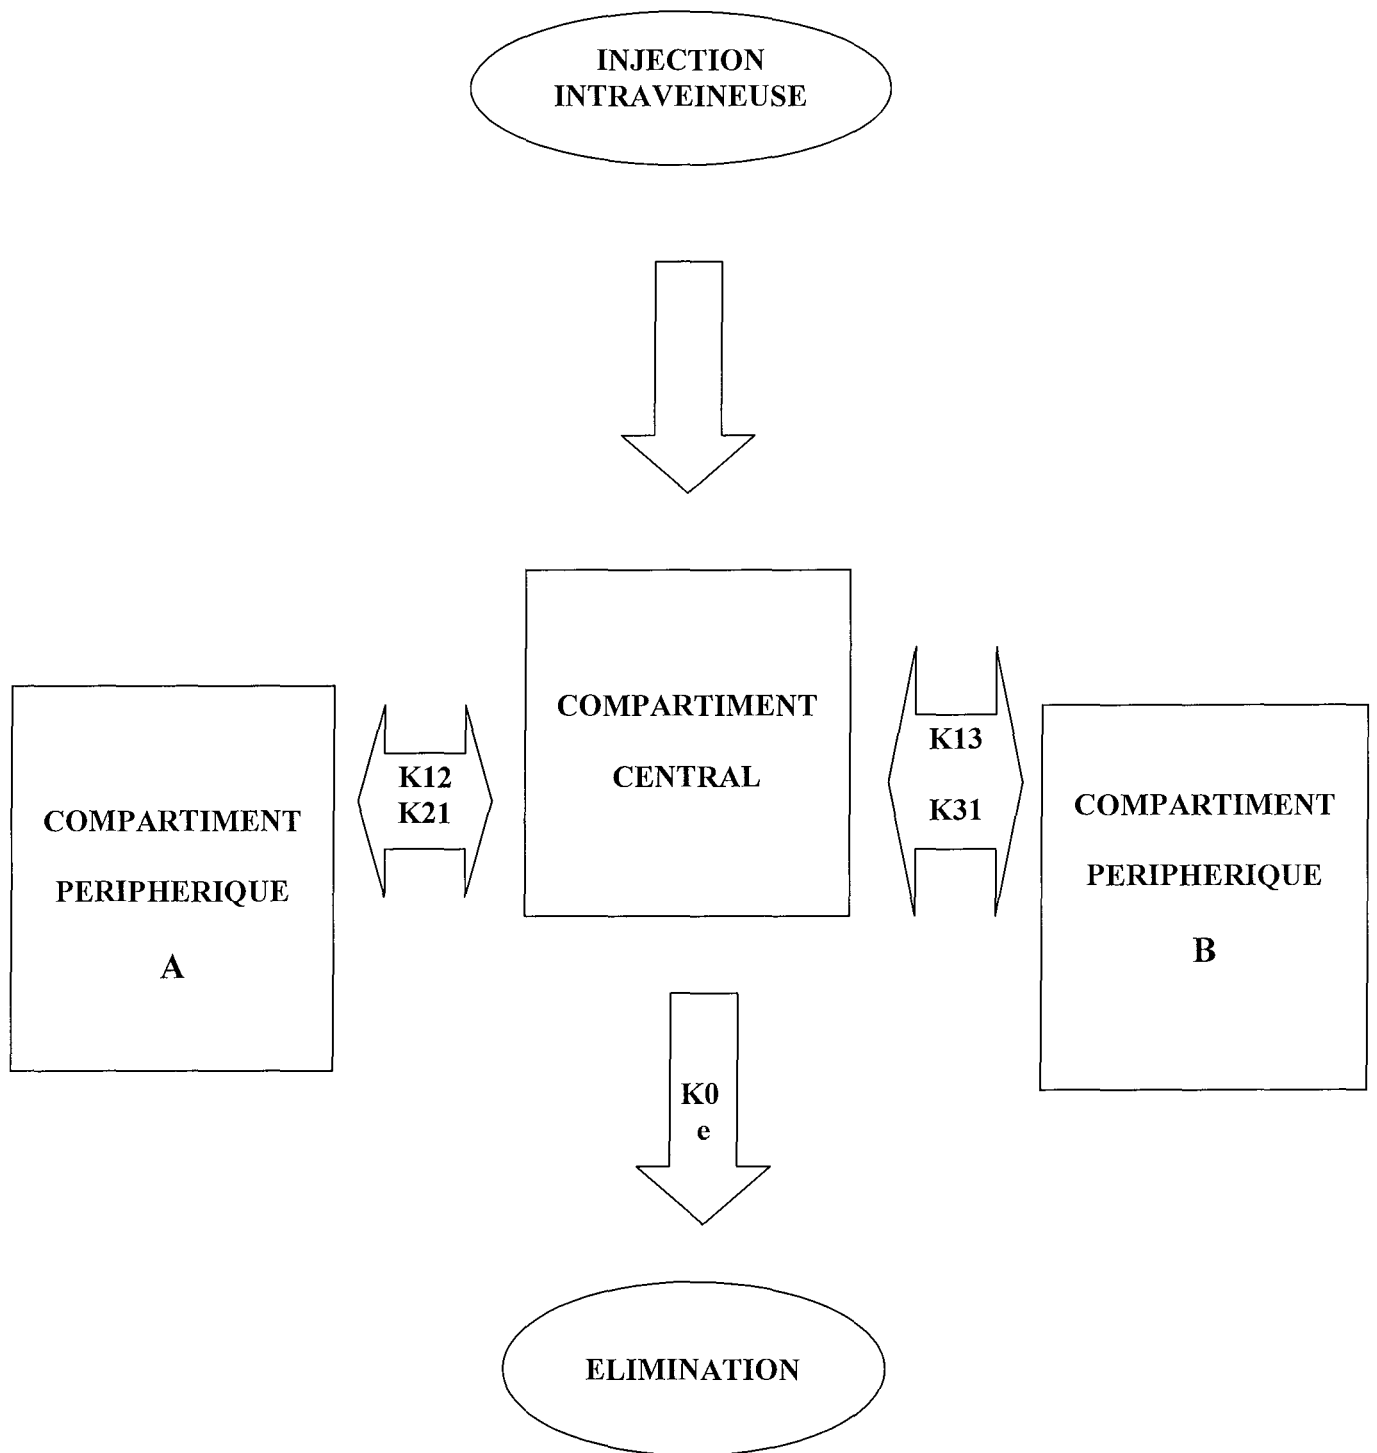 INJECTION
INTRAVEINEUSE
COMPARTIMENT
CENTRAL
COMPARTIMENT
PERIPHERIQUE
A
K12
K21
K13
K31
COMPARTIMENT
PERIPHERIQUE
B
K0
e
ELIMINATION